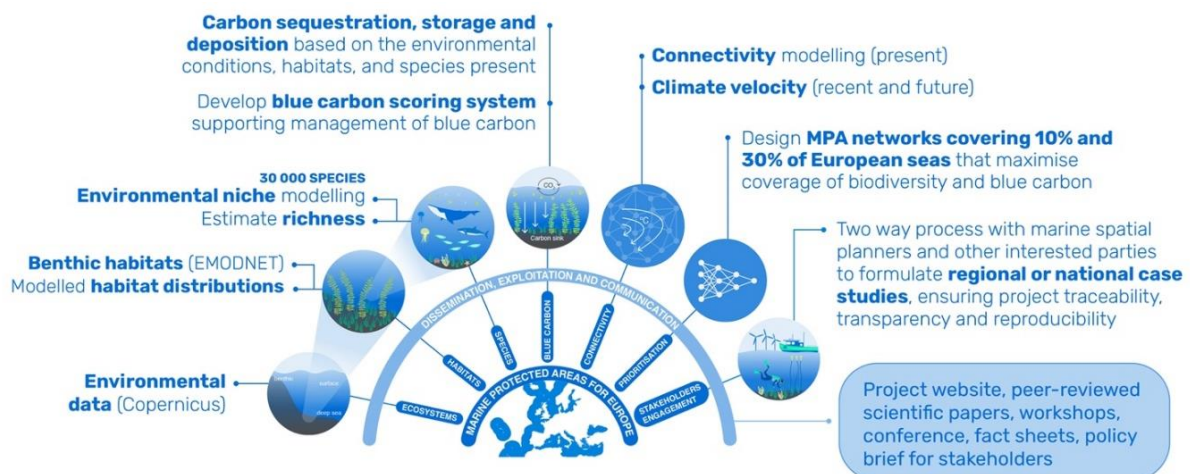 Carbon sequestration, storage and
deposition based on the environmental
conditions, habitats, and species present
Develop blue carbon scoring system
supporting management of blue carbon
30 000 SPECIES
Environmental niche modelling
Estimate richness
Benthic habitats (EMODNET)
Modelled habitat distributions
Environmental
data (Copernicus)
Connectivity modelling (present)
Climate velocity (recent and future)
Design MPA networks covering 10% and
30% of European seas that maximise
coverage of biodiversity and blue carbon
Two way process with marine spatial
planners and other interested parties
to formulate regional or national case
studies, ensuring project traceability,
transparency and reproducibility
Project website, peer-reviewed
scientific papers, workshops,
conference, fact sheets, policy
brief for stakeholders
CO₂
Carbon sink
°C
benthic
surface
deep sea
DISSEMINATION, EXPLOITATION AND COMMUNICATION
ECOSYSTEMS
HABITATS
SPECIES
BLUE CARBON
CONNECTIVITY
PRIORITISATION
STAKEHOLDERS
ENGAGEMENT
MARINE PROTECTED AREAS FOR EUROPE